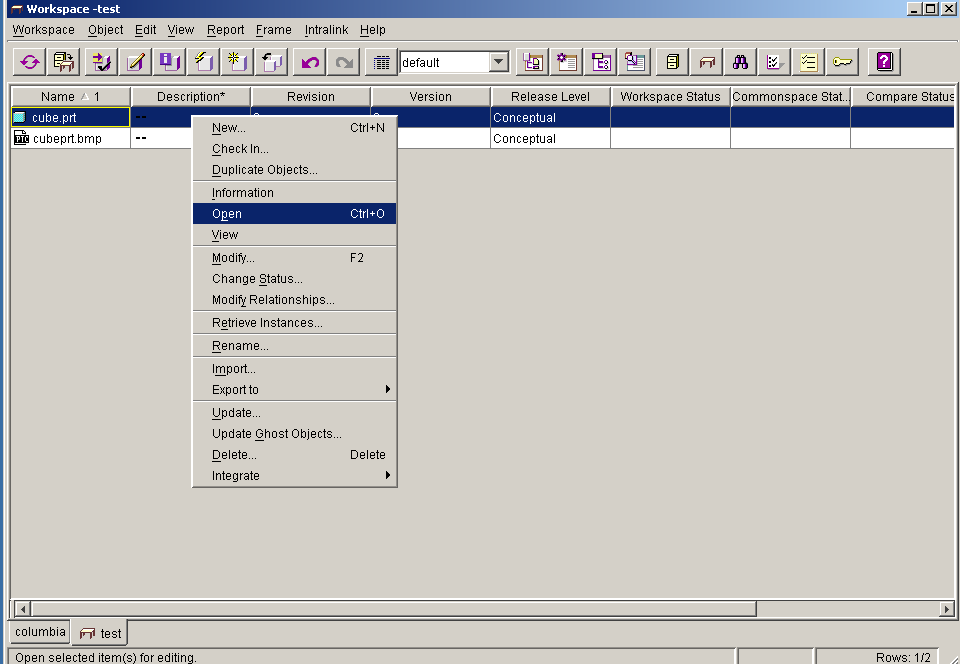 Workspace -test
Workspace Object Edit View Report Frame Intralink Help
default
Name 1 Description* Revision Version Release Level Workspace Status Commonspace Stat... Compare Status
cube.prt -- Conceptual
cubeprt.bmp -- Conceptual
New... Ctrl+N
Check In...
Duplicate Objects...
Information
Open Ctrl+O
View
Modify... F2
Change Status...
Modify Relationships...
Retrieve Instances...
Rename...
Import...
Export to
Update...
Update Ghost Objects...
Delete... Delete
Integrate
columbia test
Open selected item(s) for editing. Rows: 1/2